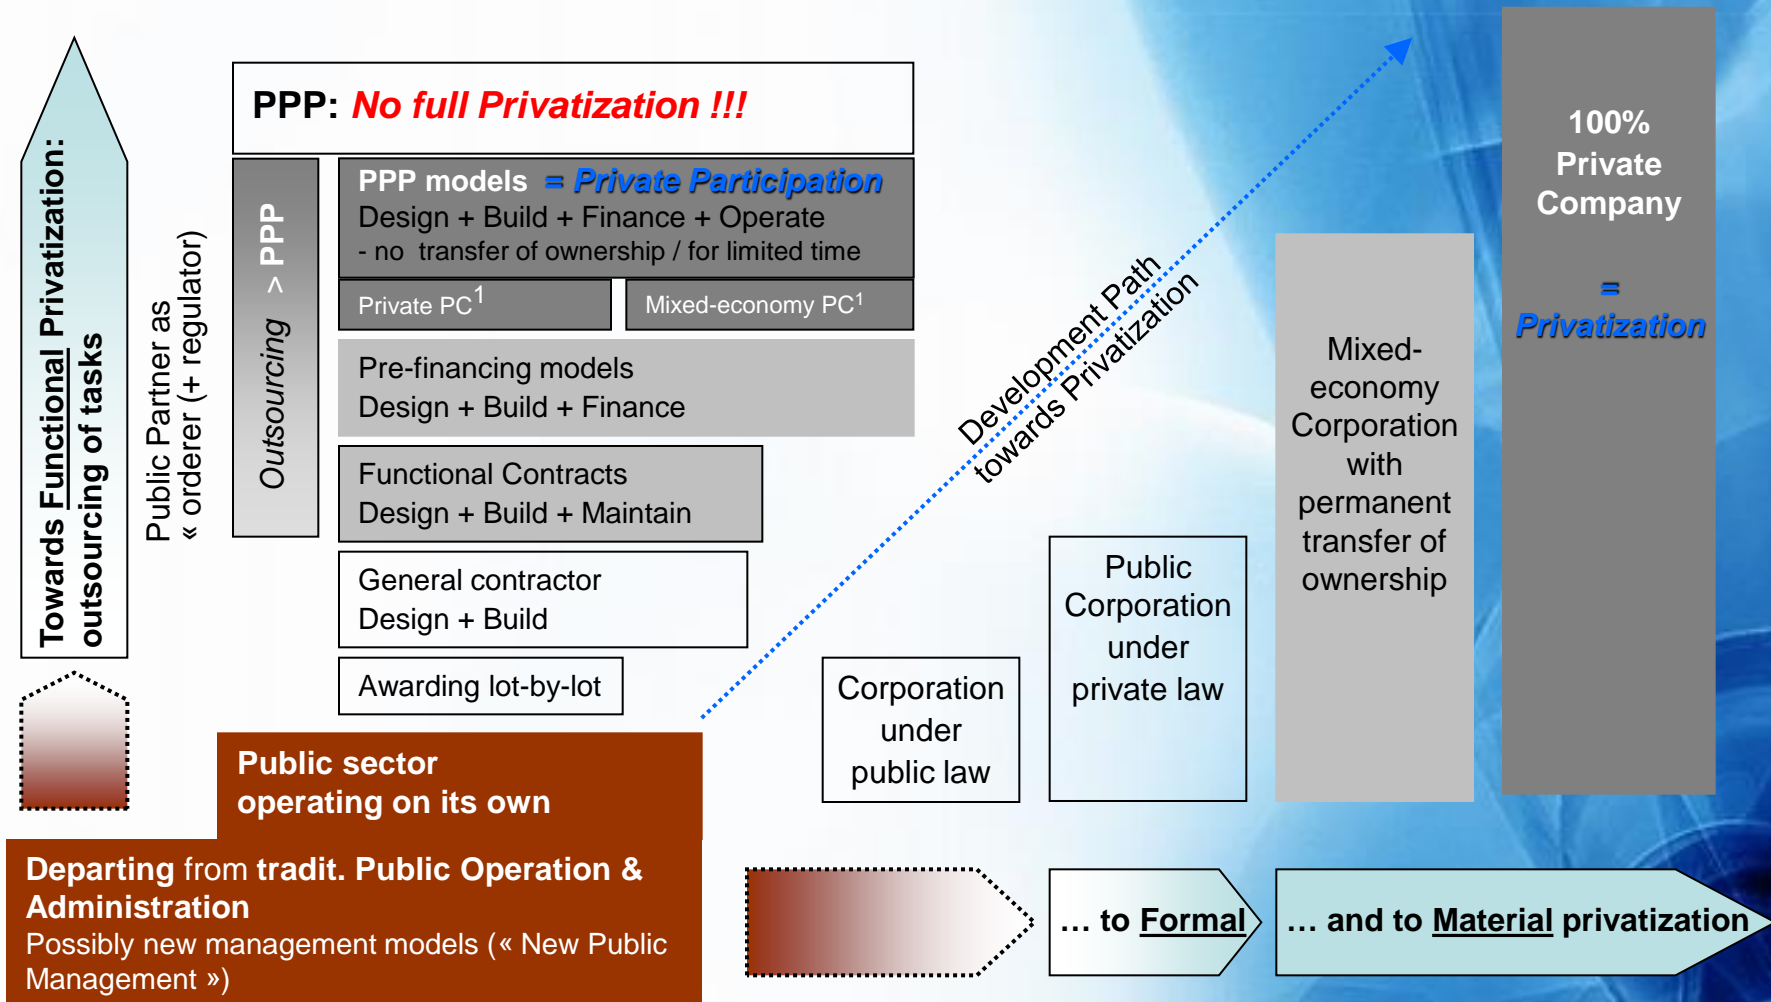 PPP: No full Privatization !!!
Towards Functional Privatization:
outsourcing of tasks
Public Partner as
« orderer (+ regulator)
Outsourcing > PPP
PPP models = Private Participation
Design + Build + Finance + Operate
- no transfer of ownership / for limited time
Private PC1
Mixed-economy PC1
Pre-financing models
Design + Build + Finance
Functional Contracts
Design + Build + Maintain
General contractor
Design + Build
Awarding lot-by-lot
Public sector
operating on its own
Departing from tradit. Public Operation &
Administration
Possibly new management models (« New Public
Management »)
Development Path
towards Privatization
Corporation
under
public law
Public
Corporation
under
private law
Mixed-
economy
Corporation
with
permanent
transfer of
ownership
100%
Private
Company
=
Privatization
... to Formal
... and to Material privatization